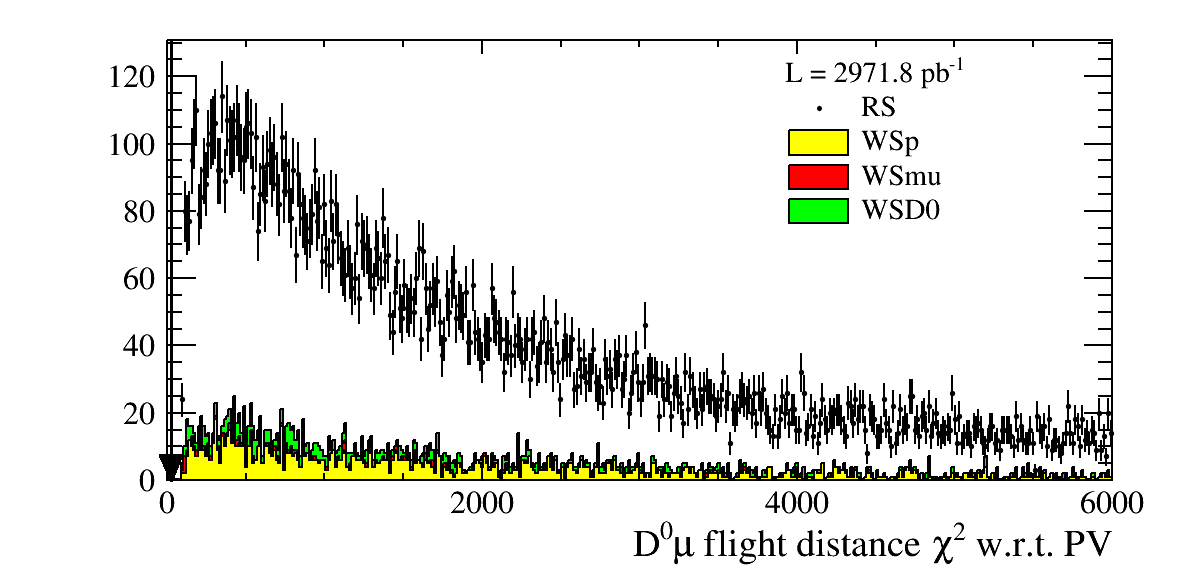 120
100
80
60
40
20
0
L = 2971.8 pb⁻¹
RS
WSp
WSmu
WSD0
0 2000 4000 6000
D⁰μ flight distance χ² w.r.t. PV